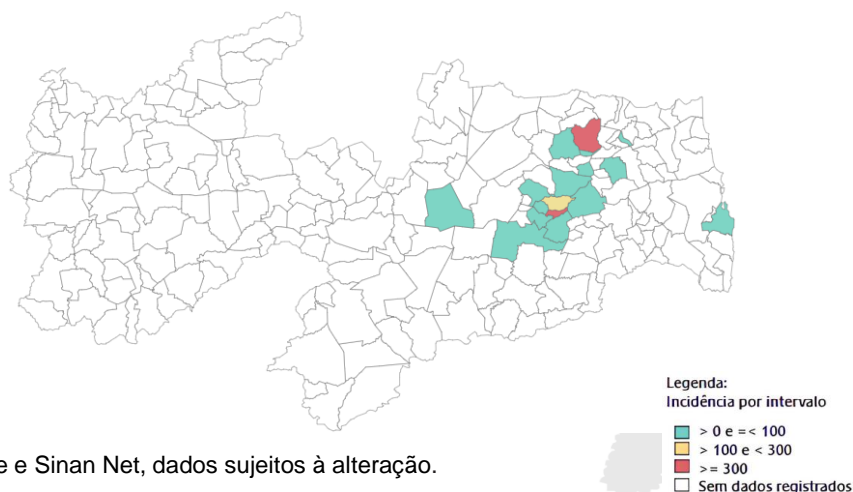 Legenda:
Incidência por intervalo
> 0 e =< 100
> 100 e < 300
>= 300
Sem dados registrados
e e Sinan Net, dados sujeitos à alteração.